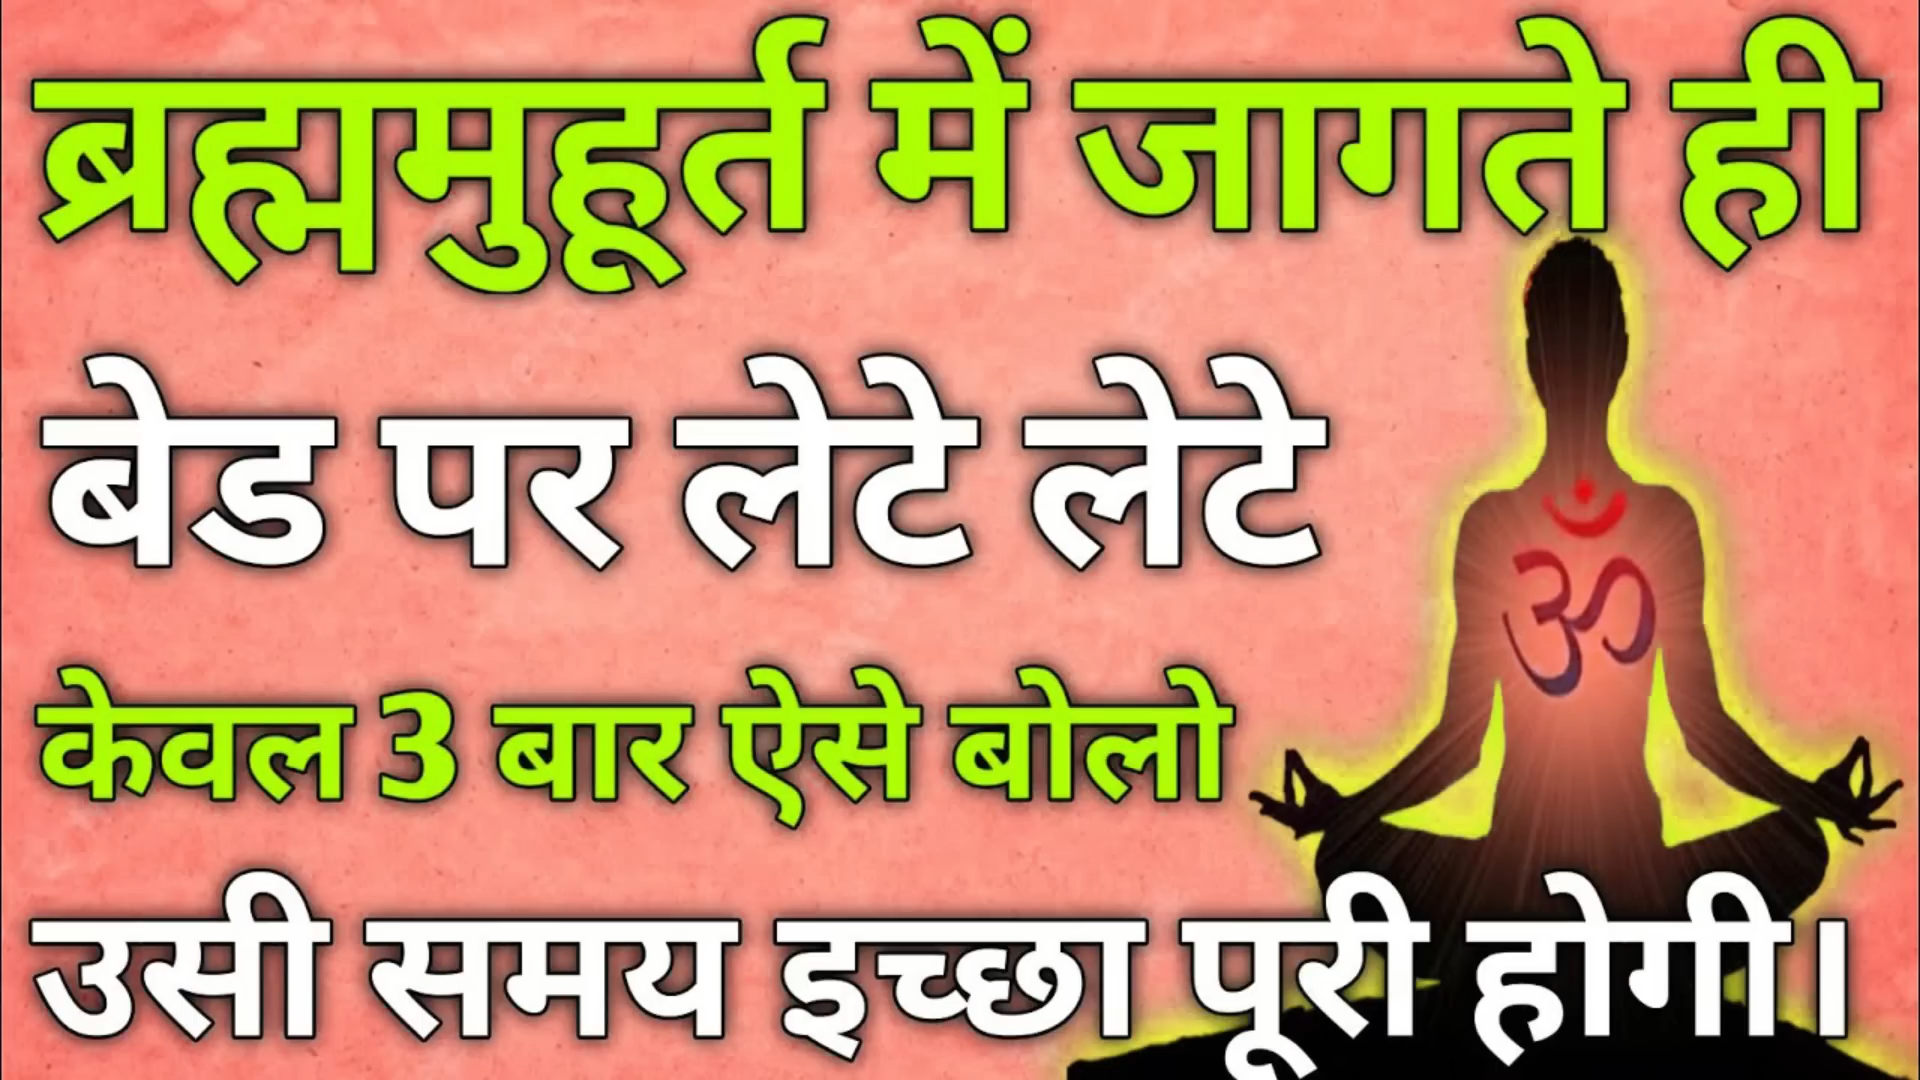 ब्रह्ममुहूर्त में जागते ही
बेड पर लेटे लेटे
ॐ
केवल 3 बार ऐसे बोलो
उसी समय इच्छा पूरी होगी।